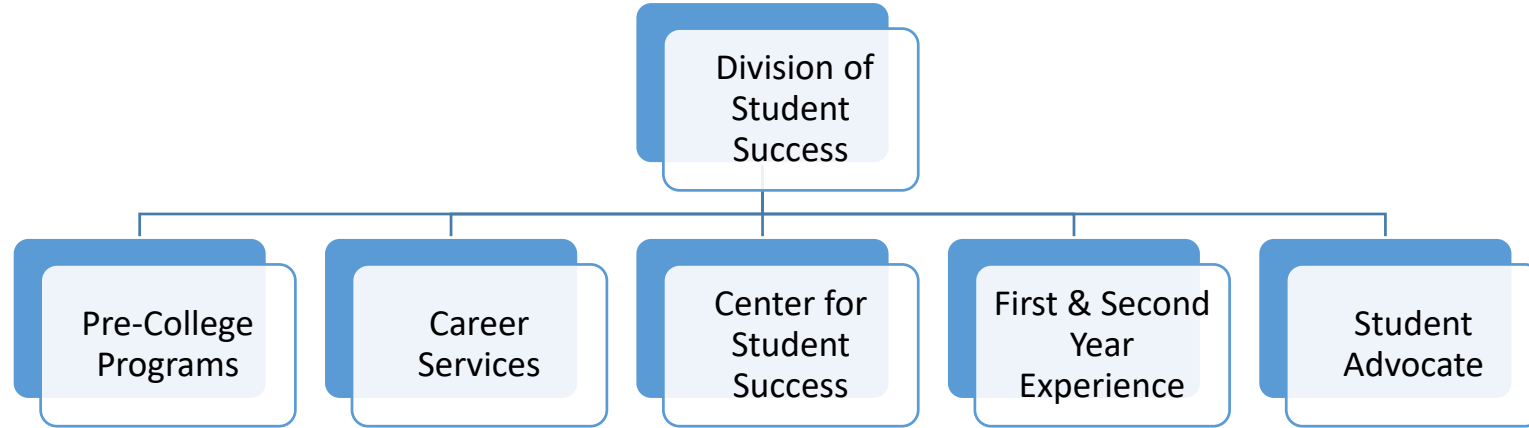 Division of
Student
Success
Pre-College
Programs
Career
Services
Center for
Student
Success
First & Second
Year
Experience
Student
Advocate